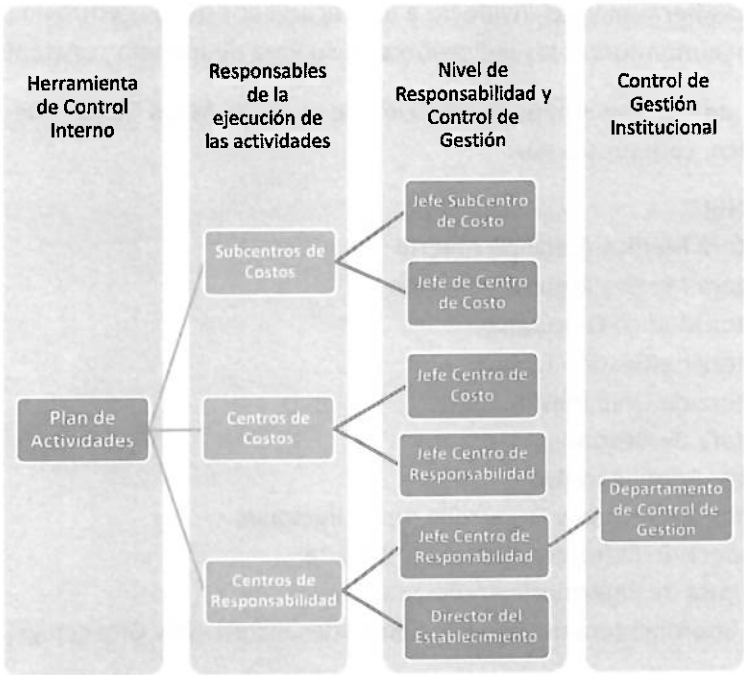 Herramienta
de Control
Interno
Responsables
de la
ejecución de
las actividades
Nivel de
Responsabilidad y
Control de
Gestión
Control de
Gestión
Institucional
Plan de
Actividades
Subcentros de
Costos
Centros de
Costos
Centros de
Responsabilidad
Jefe SubCentro
de Costo
Jefe de Centro
de Costo
Jefe Centro de
Costo
Jefe Centro de
Responsabilidad
Jefe Centro de
Responabilidad
Director del
Establecimiento
Departamento
de Control de
Gestión